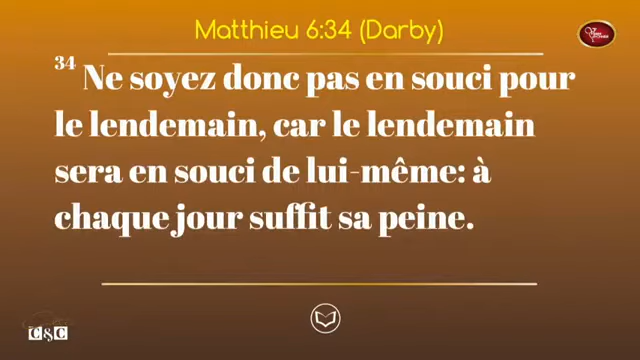 Matthieu 6:34 (Darby)
34 Ne soyez donc pas en souci pour
le lendemain, car le lendemain
sera en souci de lui-même: à
chaque jour suffit sa peine.
C&C